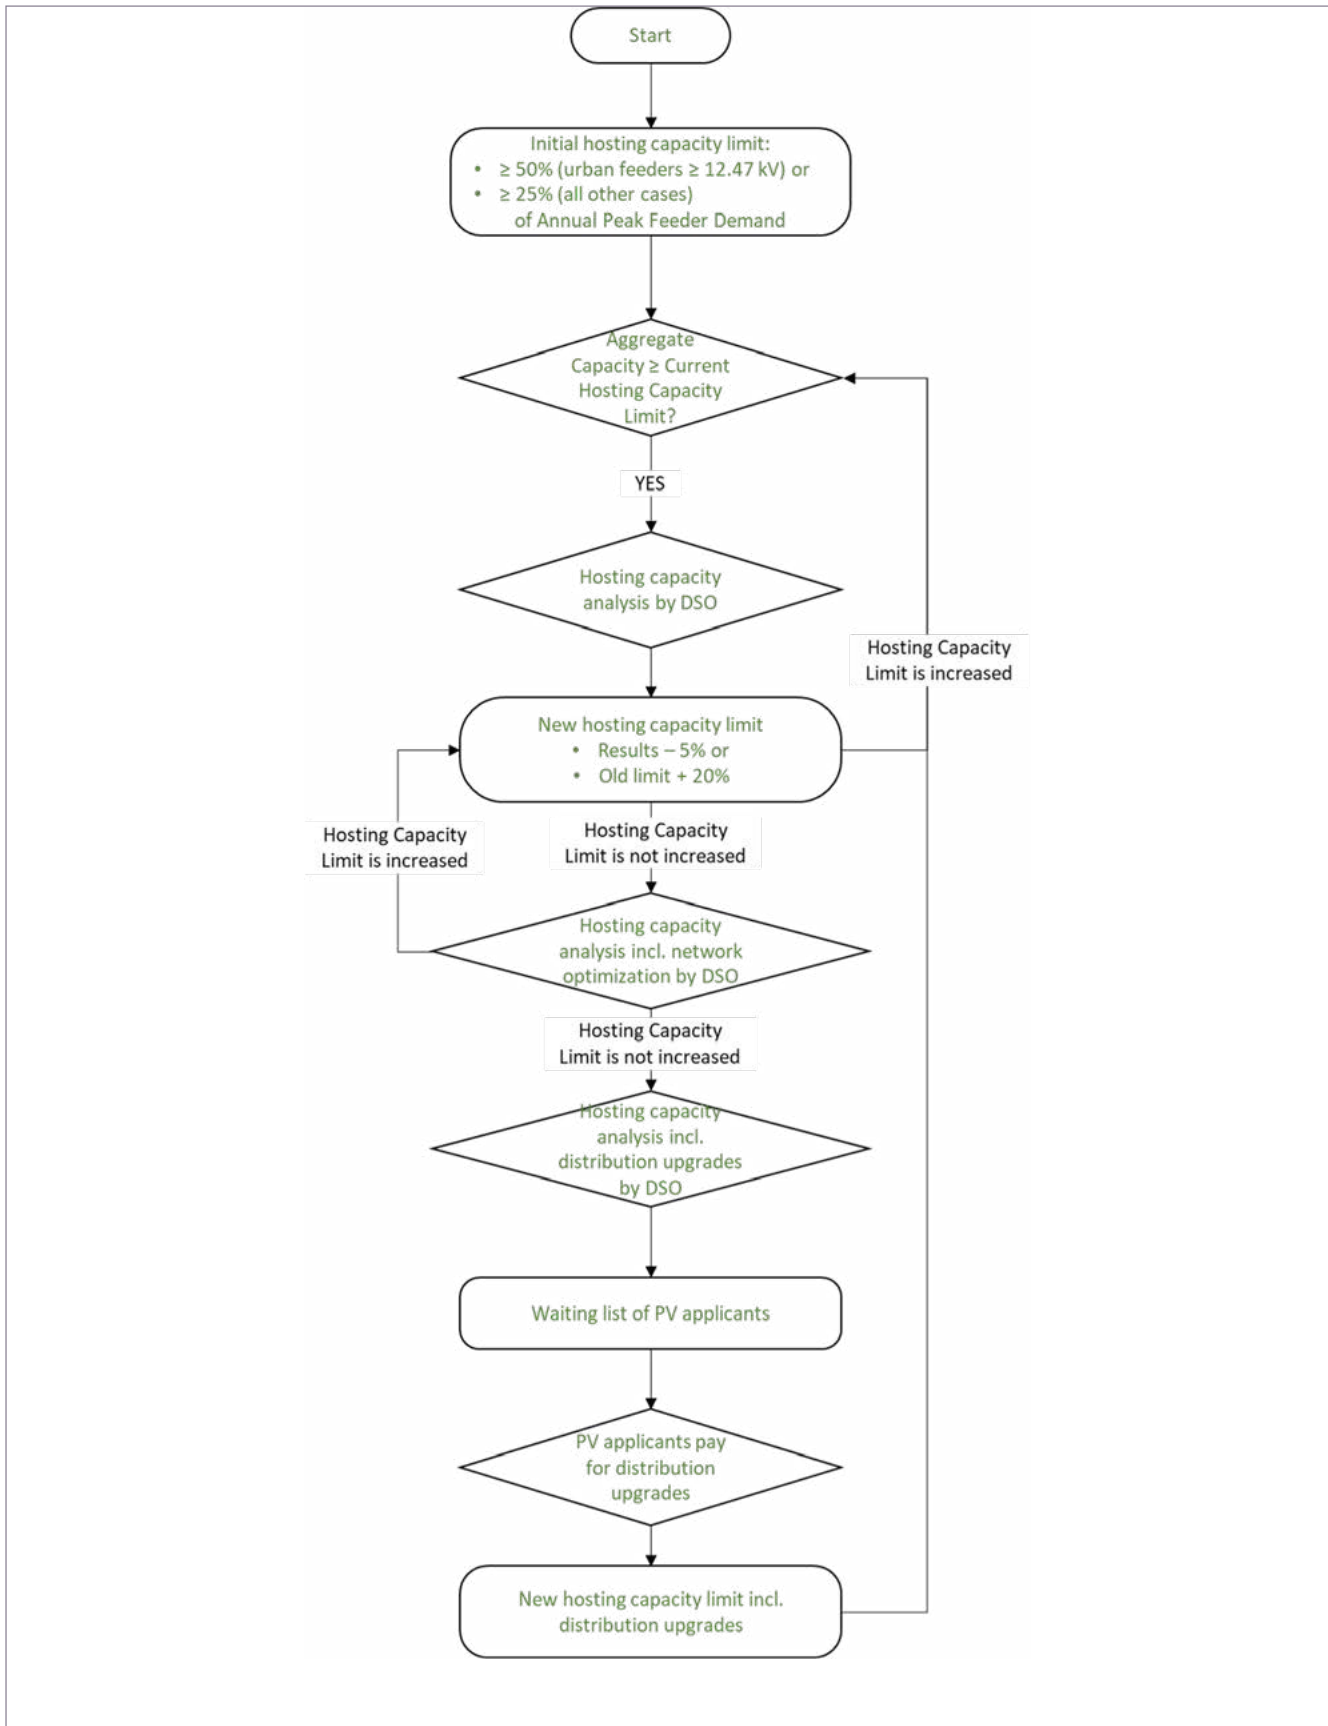 Start
Initial hosting capacity limit:
• ≥ 50% (urban feeders ≥ 12.47 kV) or
• ≥ 25% (all other cases)
of Annual Peak Feeder Demand
Aggregate
Capacity ≥ Current
Hosting Capacity
Limit?
YES
Hosting capacity
analysis by DSO
Hosting Capacity
Limit is increased
New hosting capacity limit
• Results – 5% or
• Old limit + 20%
Hosting Capacity
Limit is increased
Hosting Capacity
Limit is not increased
Hosting capacity
analysis incl. network
optimization by DSO
Hosting Capacity
Limit is not increased
Hosting capacity
analysis incl.
distribution upgrades
by DSO
Waiting list of PV applicants
PV applicants pay
for distribution
upgrades
New hosting capacity limit incl.
distribution upgrades